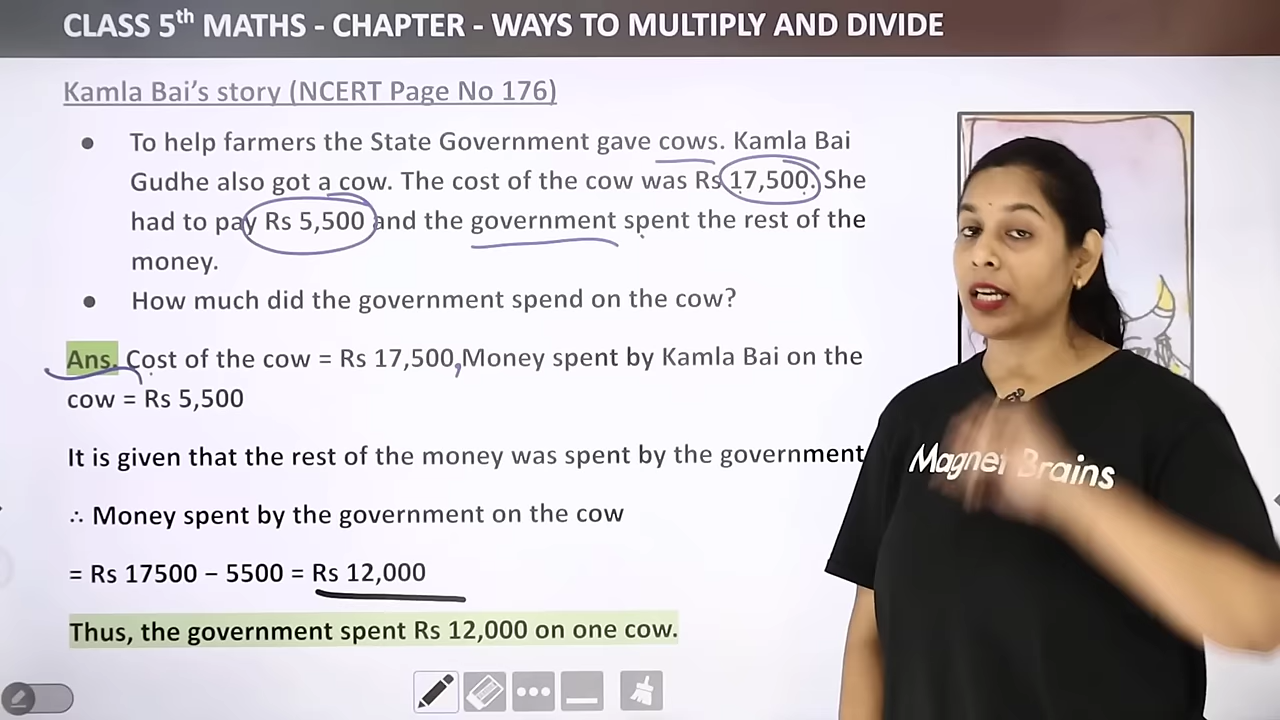 CLASS 5th MATHS - CHAPTER - WAYS TO MULTIPLY AND DIVIDE
Kamla Bai's story (NCERT Page No 176)
● To help farmers the State Government gave cows. Kamla Bai
Gudhe also got a cow. The cost of the cow was Rs 17,500. She
had to pay Rs 5,500 and the government spent the rest of the
money.
● How much did the government spend on the cow?
Ans. Cost of the cow = Rs 17,500, Money spent by Kamla Bai on the
cow = Rs 5,500
It is given that the rest of the money was spent by the government
∴ Money spent by the government on the cow
= Rs 17500 − 5500 = Rs 12,000
Thus, the government spent Rs 12,000 on one cow.
Magnet Brains